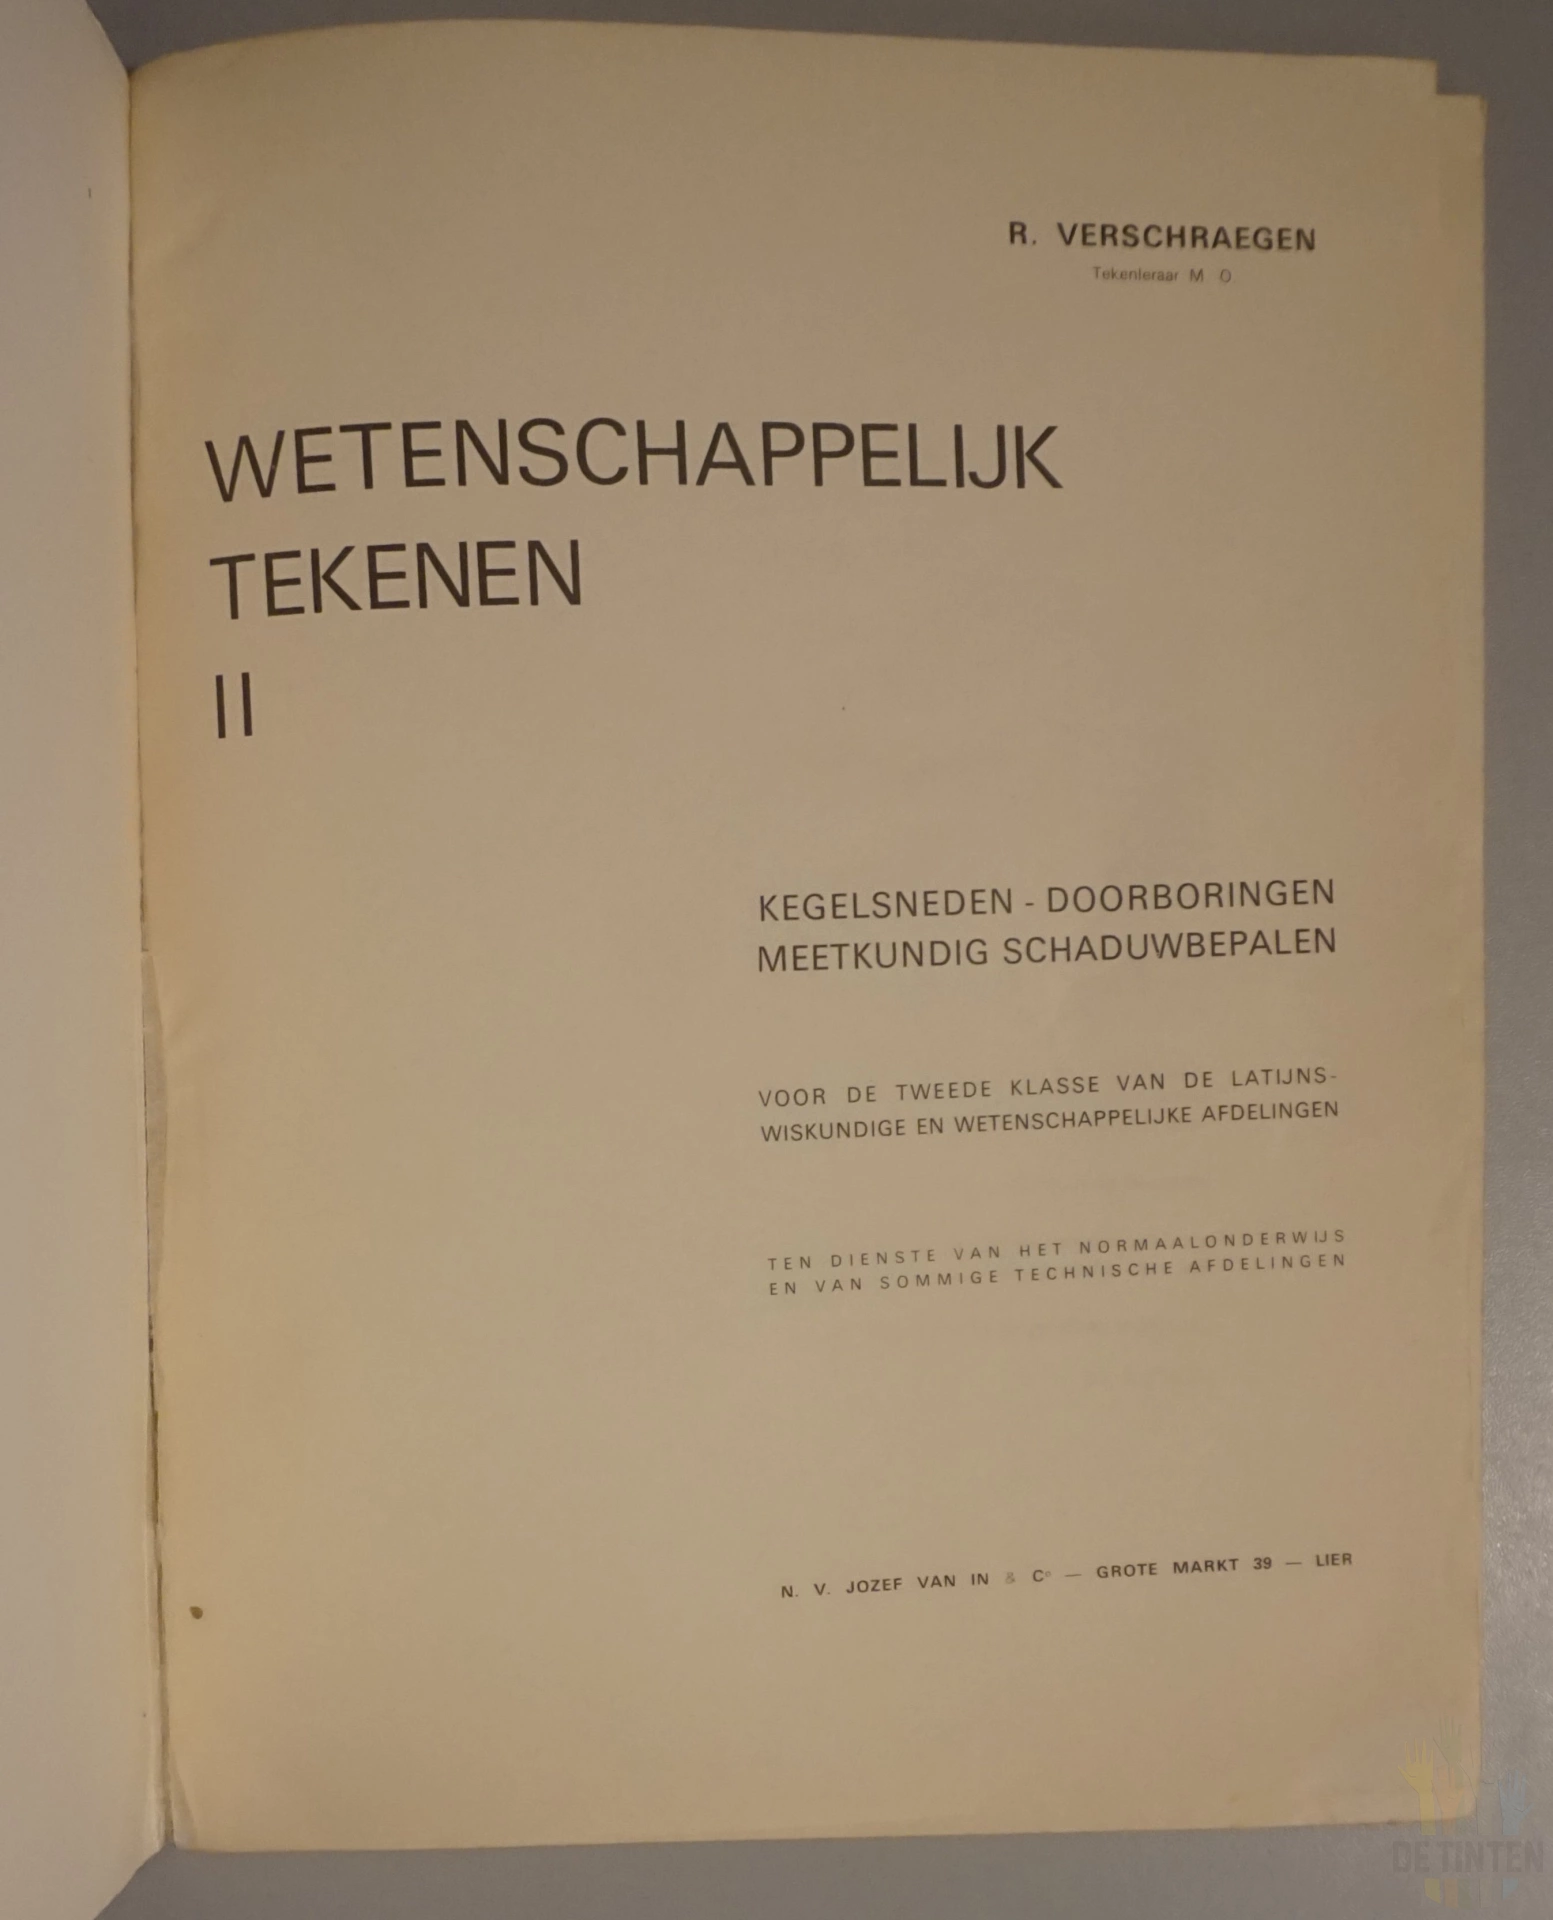 R. VERSCHRAEGEN
Tekenleraar M O.
WETENSCHAPPELIJK
TEKENEN
II
KEGELSNEDEN - DOORBORINGEN
MEETKUNDIG SCHADUWBEPALEN
VOOR DE TWEEDE KLASSE VAN DE LATIJNS-
WISKUNDIGE EN WETENSCHAPPELIJKE AFDELINGEN
TEN DIENSTE VAN HET NORMAALONDERWIJS
EN VAN SOMMIGE TECHNISCHE AFDELINGEN
N. V. JOZEF VAN IN & C° — GROTE MARKT 39 — LIER
DE TINTEN